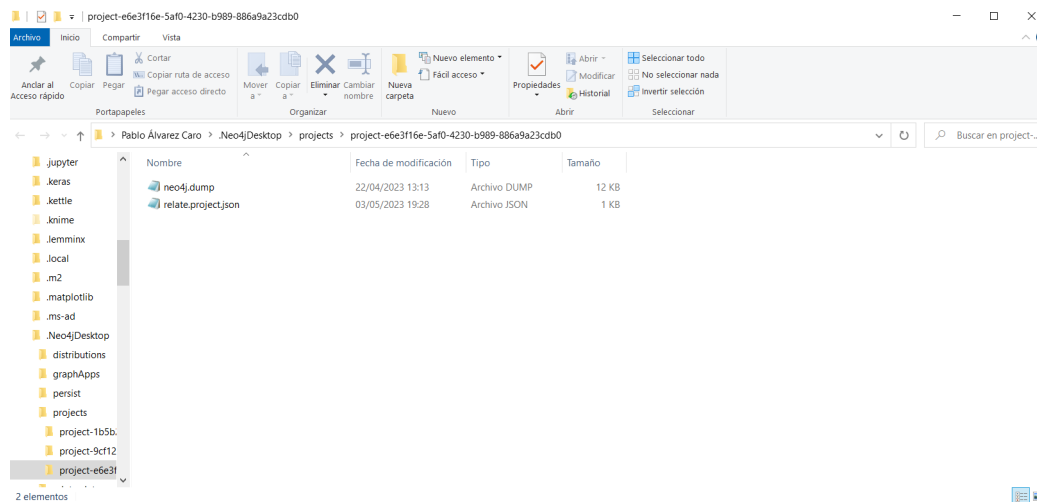 project-e6e3f16e-5af0-4230-b989-886a9a23cdb0
Archivo Inicio Compartir Vista
Anclar al Acceso rápido
Copiar
Pegar
Cortar
Copiar ruta de acceso
Pegar acceso directo
Portapapeles
Mover a
Copiar a
Eliminar
Cambiar nombre
Organizar
Nueva carpeta
Nuevo elemento
Fácil acceso
Nuevo
Propiedades
Abrir
Modificar
Historial
Abrir
Seleccionar todo
No seleccionar nada
Invertir selección
Seleccionar
Pablo Álvarez Caro > .Neo4jDesktop > projects > project-e6e3f16e-5af0-4230-b989-886a9a23cdb0
Buscar en project-...
.jupyter
.keras
.kettle
.knime
.lemminx
.local
.m2
.matplotlib
.ms-ad
.Neo4jDesktop
distributions
graphApps
persist
projects
project-1b5b.
project-9cf12
project-e6e3f
Nombre Fecha de modificación Tipo Tamaño
neo4j.dump 22/04/2023 13:13 Archivo DUMP 12 KB
relate.project.json 03/05/2023 19:28 Archivo JSON 1 KB
2 elementos